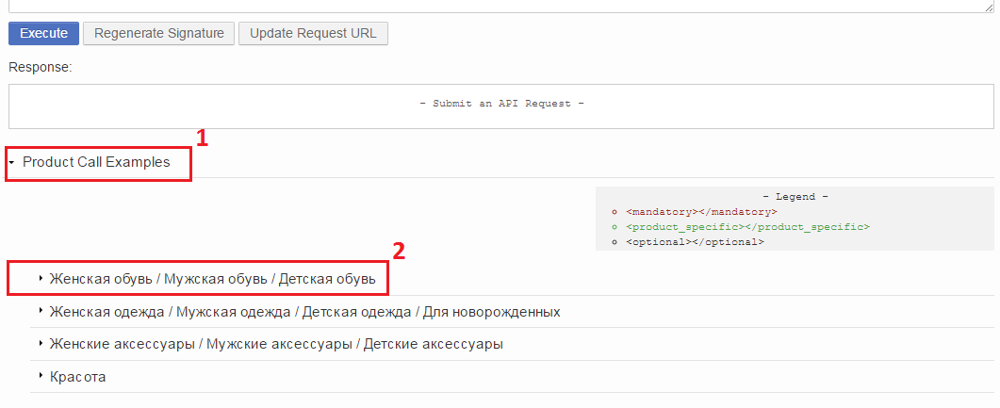 Execute Regenerate Signature Update Request URL
Response:
- Submit an API Request -
1
Product Call Examples
- Legend -
<mandatory></mandatory>
<product_specific></product_specific>
<optional></optional>
2
Женская обувь / Мужская обувь / Детская обувь
Женская одежда / Мужская одежда / Детская одежда / Для новорожденных
Женские аксессуары / Мужские аксессуары / Детские аксессуары
Красота